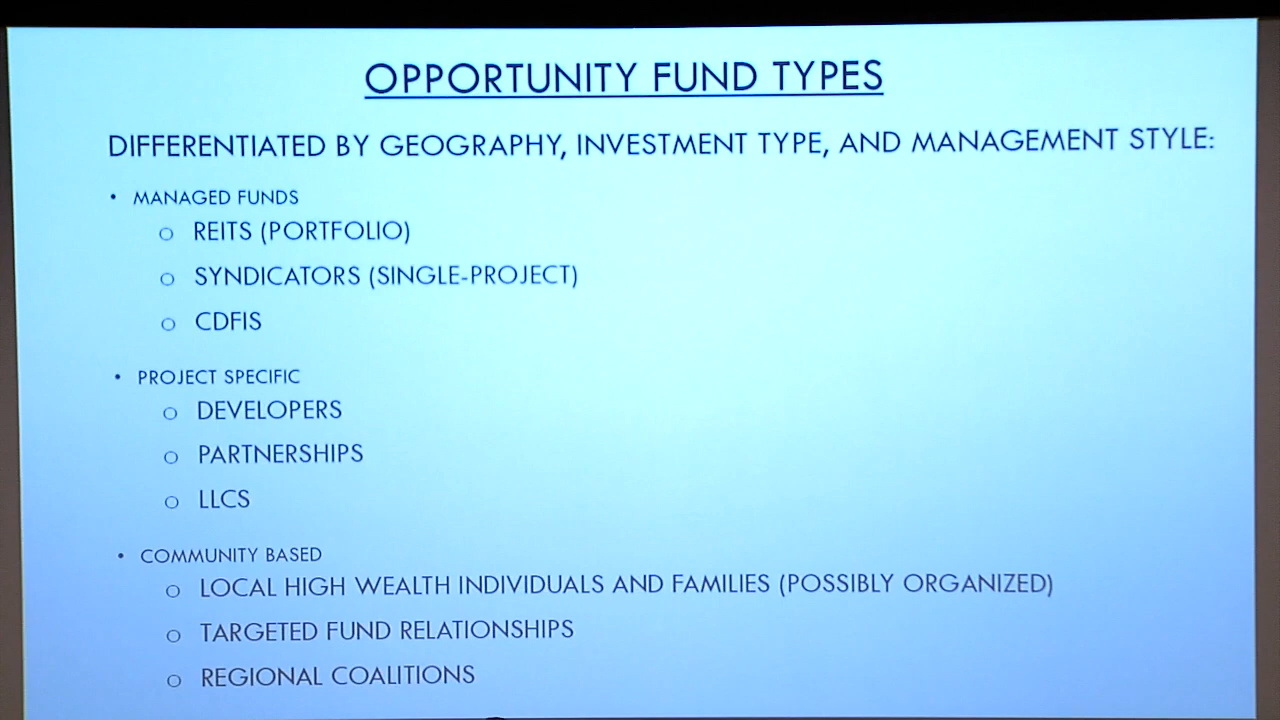 OPPORTUNITY FUND TYPES
DIFFERENTIATED BY GEOGRAPHY, INVESTMENT TYPE, AND MANAGEMENT STYLE:
• MANAGED FUNDS
o REITS (PORTFOLIO)
o SYNDICATORS (SINGLE-PROJECT)
o CDFIS
• PROJECT SPECIFIC
o DEVELOPERS
o PARTNERSHIPS
o LLCS
• COMMUNITY BASED
o LOCAL HIGH WEALTH INDIVIDUALS AND FAMILIES (POSSIBLY ORGANIZED)
o TARGETED FUND RELATIONSHIPS
o REGIONAL COALITIONS